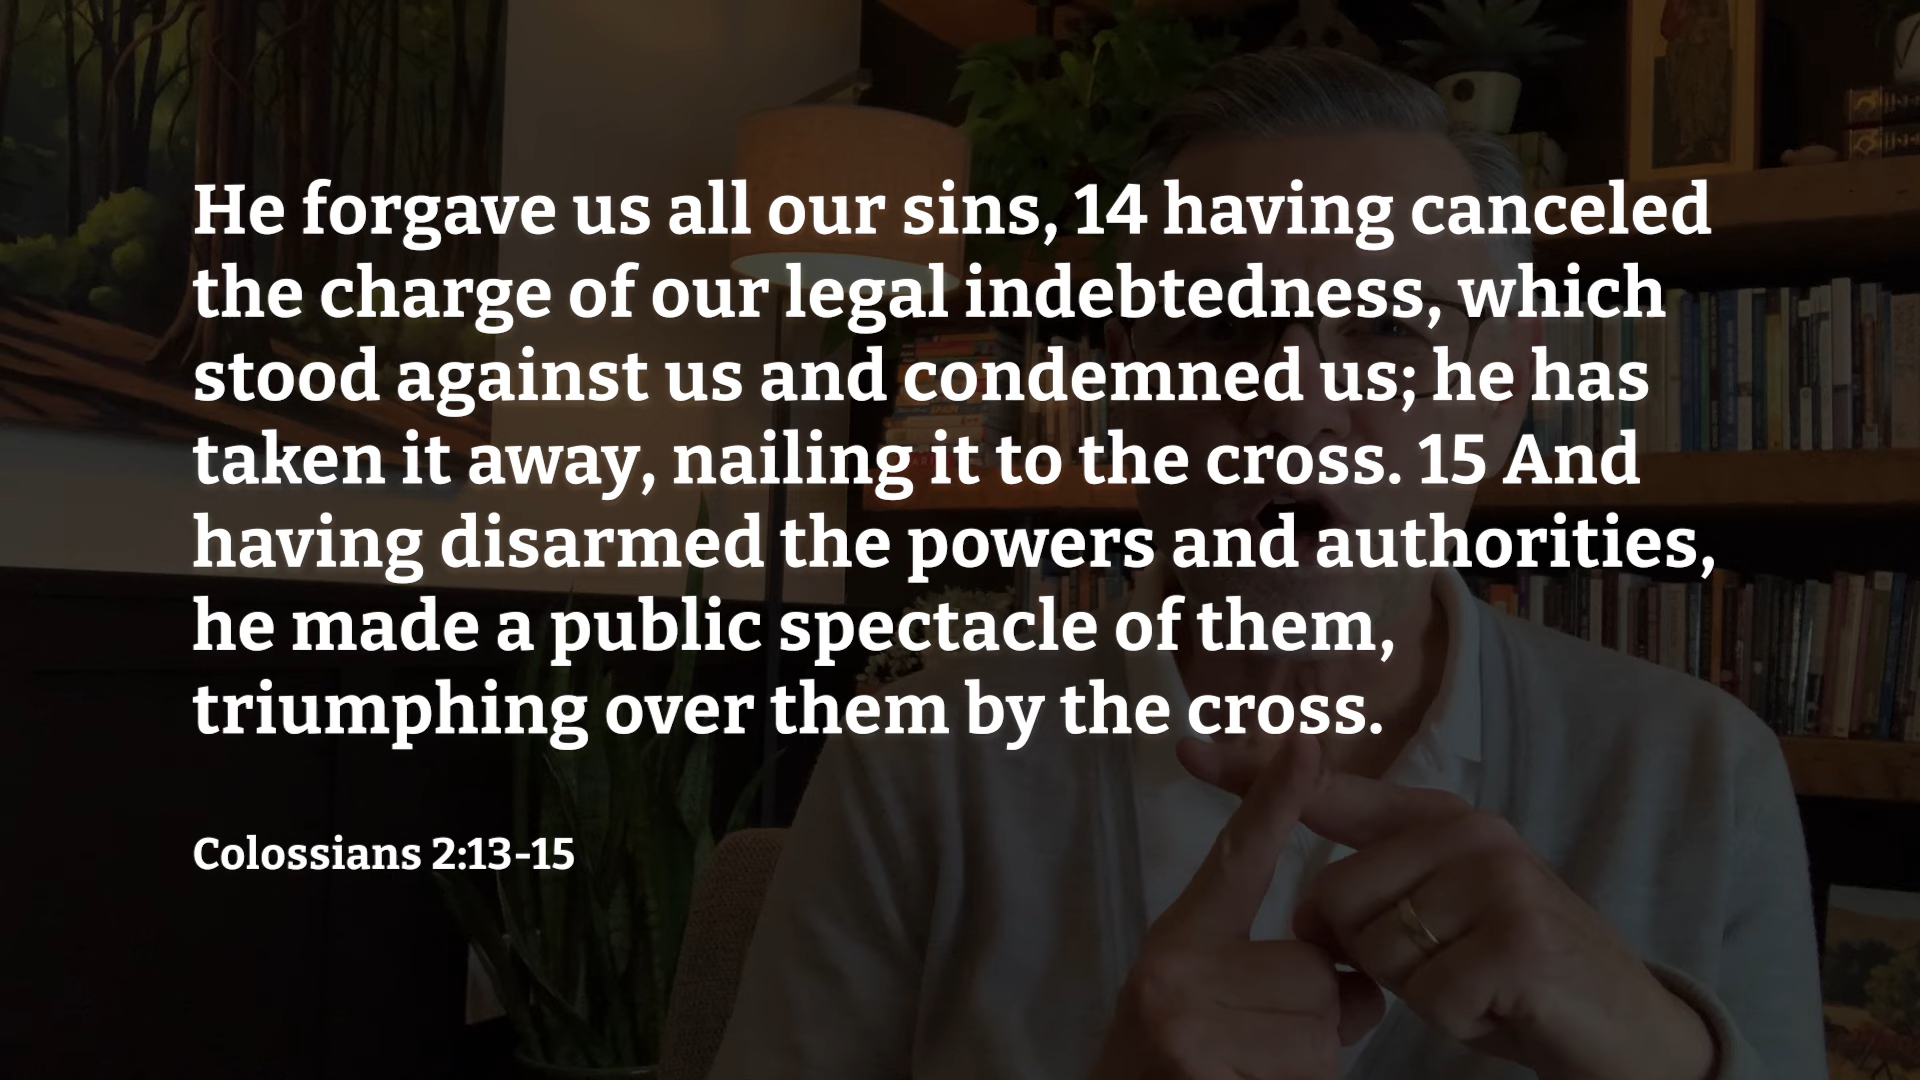 He forgave us all our sins, 14 having canceled
the charge of our legal indebtedness, which
stood against us and condemned us; he has
taken it away, nailing it to the cross. 15 And
having disarmed the powers and authorities,
he made a public spectacle of them,
triumphing over them by the cross.
Colossians 2:13-15